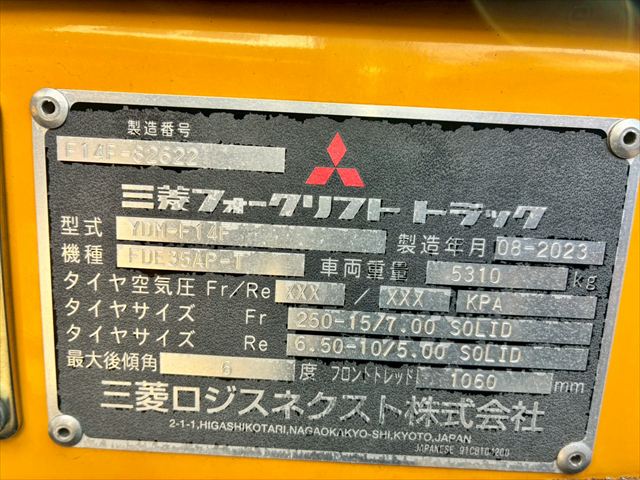 製造番号
F14E-S2622
三菱フォークリフト トラック
型式 YDM-F14E 製造年月 08-2023
機種 FDE35AP-T 車両重量 5310 kg
タイヤ空気圧 Fr/Re XXX / XXX KPA
タイヤサイズ Fr 250-15/7.00 SOLID
タイヤサイズ Re 6.50-10/5.00 SOLID
最大後傾角 6 度 フロントトレッド 1060 mm
三菱ロジスネクスト株式会社
2-1-1,HIGASHIKOTARI,NAGAOKAKYO-SHI,KYOTO,JAPAN
JAPANESE